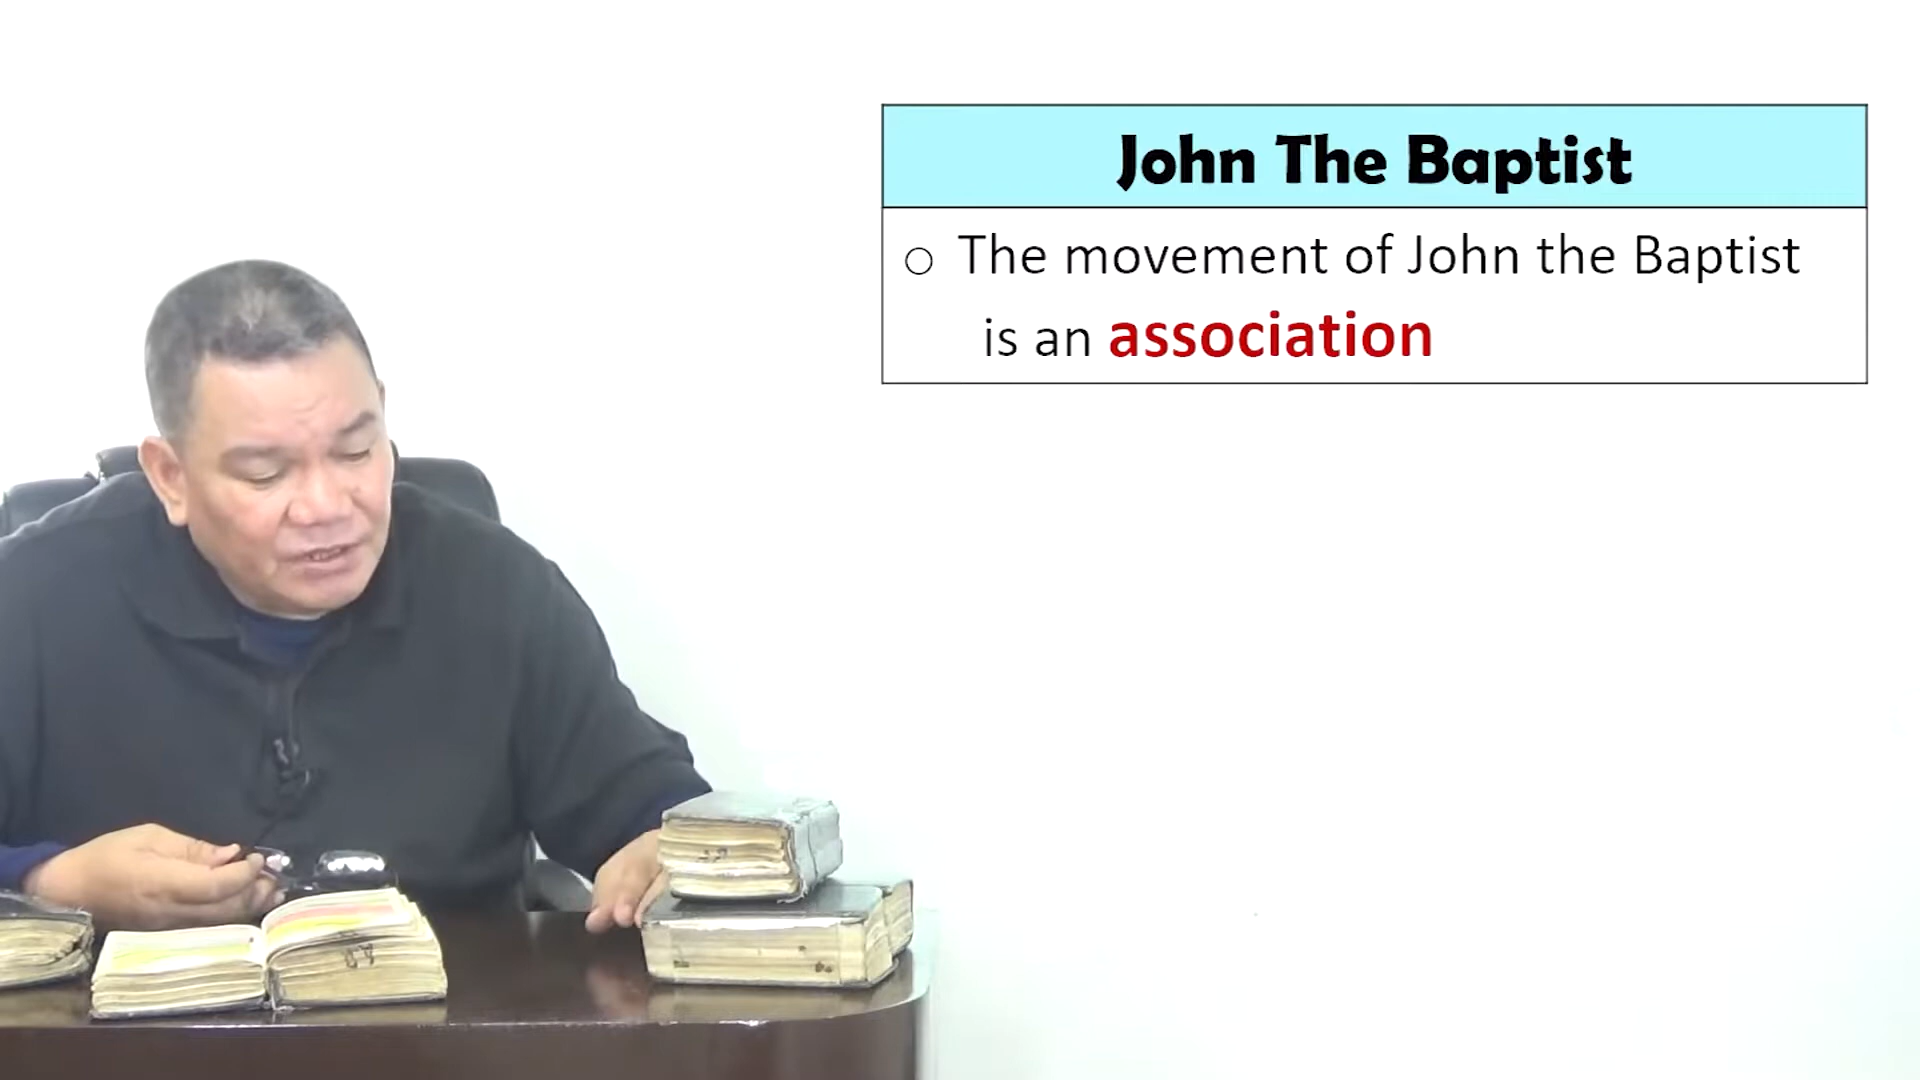 John The Baptist
○ The movement of John the Baptist
is an association